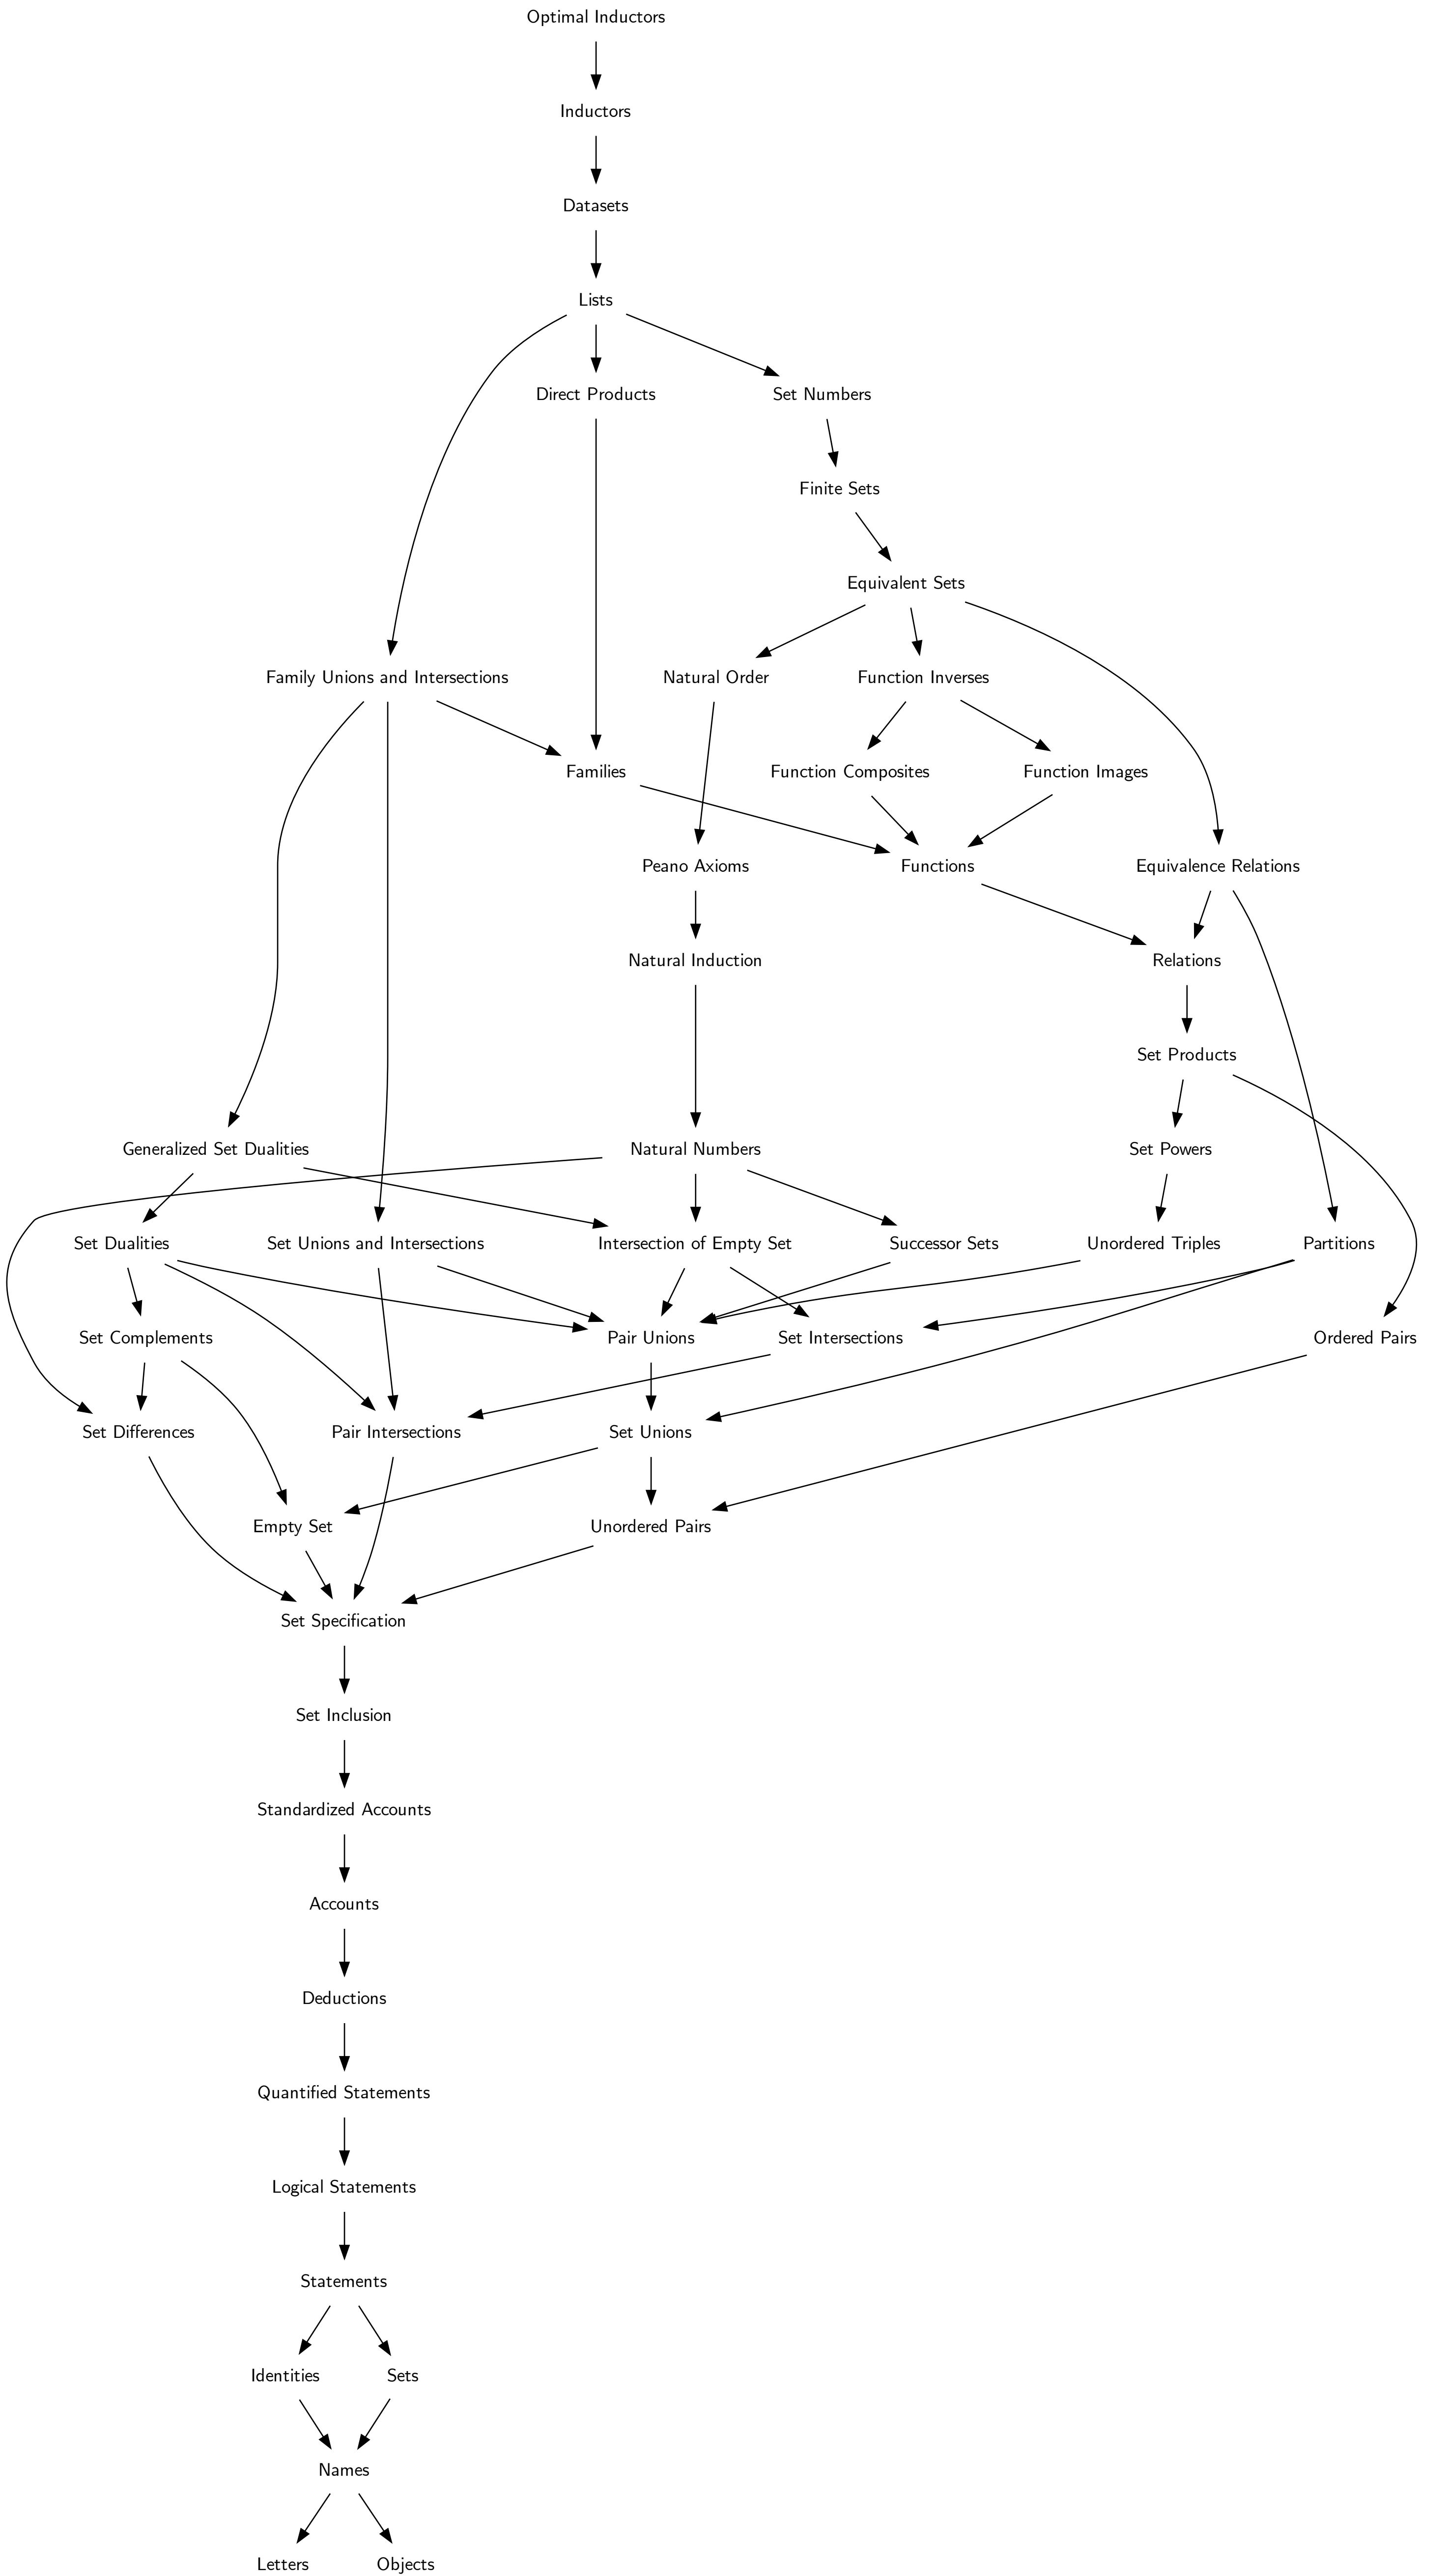 Optimal Inductors
Inductors
Datasets
Lists
Direct Products
Set Numbers
Finite Sets
Equivalent Sets
Family Unions and Intersections
Natural Order
Function Inverses
Families
Function Composites
Function Images
Peano Axioms
Functions
Equivalence Relations
Natural Induction
Relations
Set Products
Generalized Set Dualities
Natural Numbers
Set Powers
Set Dualities
Set Unions and Intersections
Intersection of Empty Set
Successor Sets
Unordered Triples
Partitions
Set Complements
Pair Unions
Set Intersections
Ordered Pairs
Set Differences
Pair Intersections
Set Unions
Empty Set
Unordered Pairs
Set Specification
Set Inclusion
Standardized Accounts
Accounts
Deductions
Quantified Statements
Logical Statements
Statements
Identities
Sets
Names
Letters
Objects